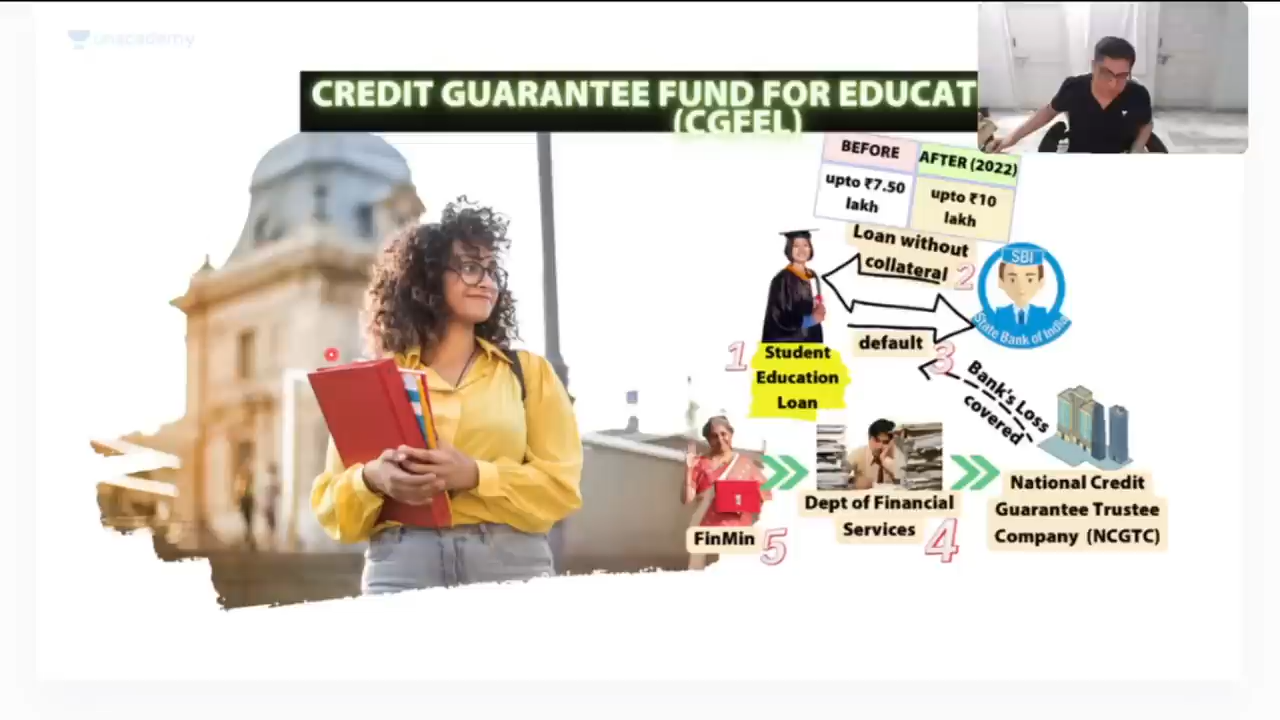 unacademy
CREDIT GUARANTEE FUND FOR EDUCAT
(CGFEL)
BEFORE
AFTER (2022)
upto ₹7.50
lakh
upto ₹10
lakh
Loan without
collateral
2
SBI
State Bank of India
default
3
1
Student
Education
Loan
Bank's Loss
covered
FinMin
5
Dept of Financial
Services
4
National Credit
Guarantee Trustee
Company (NCGTC)